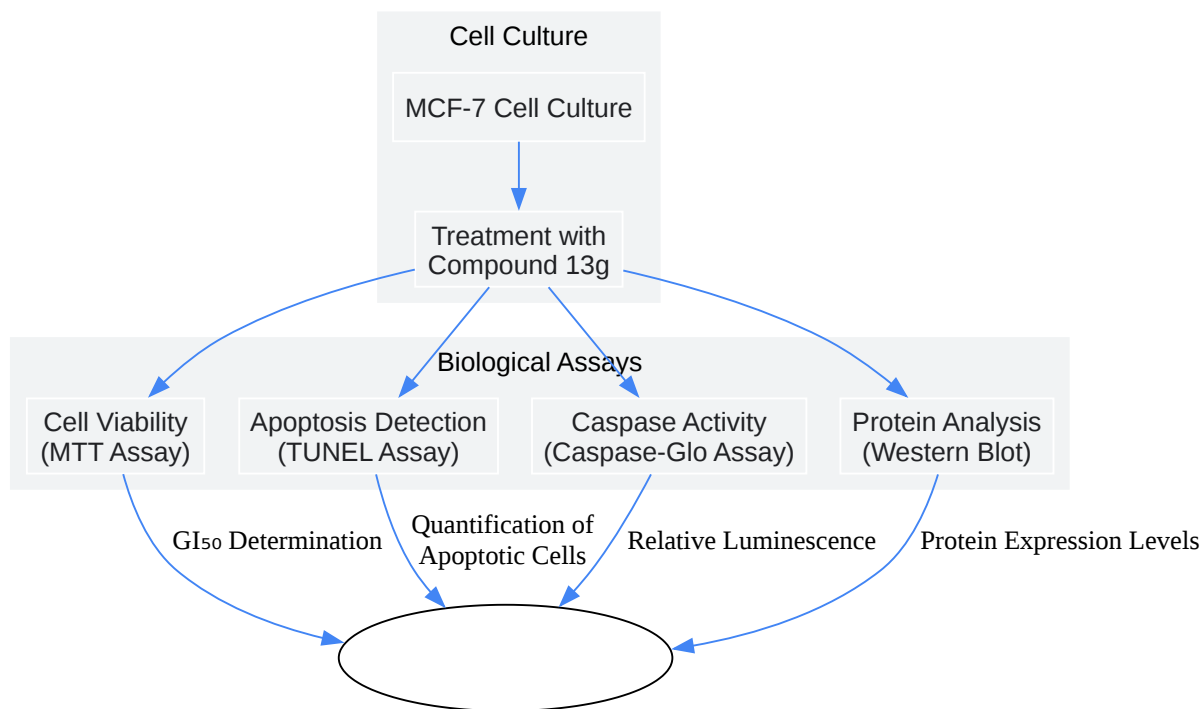 Cell Culture
MCF-7 Cell Culture
Treatment with
Compound 13g
Biological Assays
Cell Viability
(MTT Assay)
Apoptosis Detection
(TUNEL Assay)
Caspase Activity
(Caspase-Glo Assay)
Protein Analysis
(Western Blot)
GI₅₀ Determination
Quantification of
Apoptotic Cells
Relative Luminescence
Protein Expression Levels